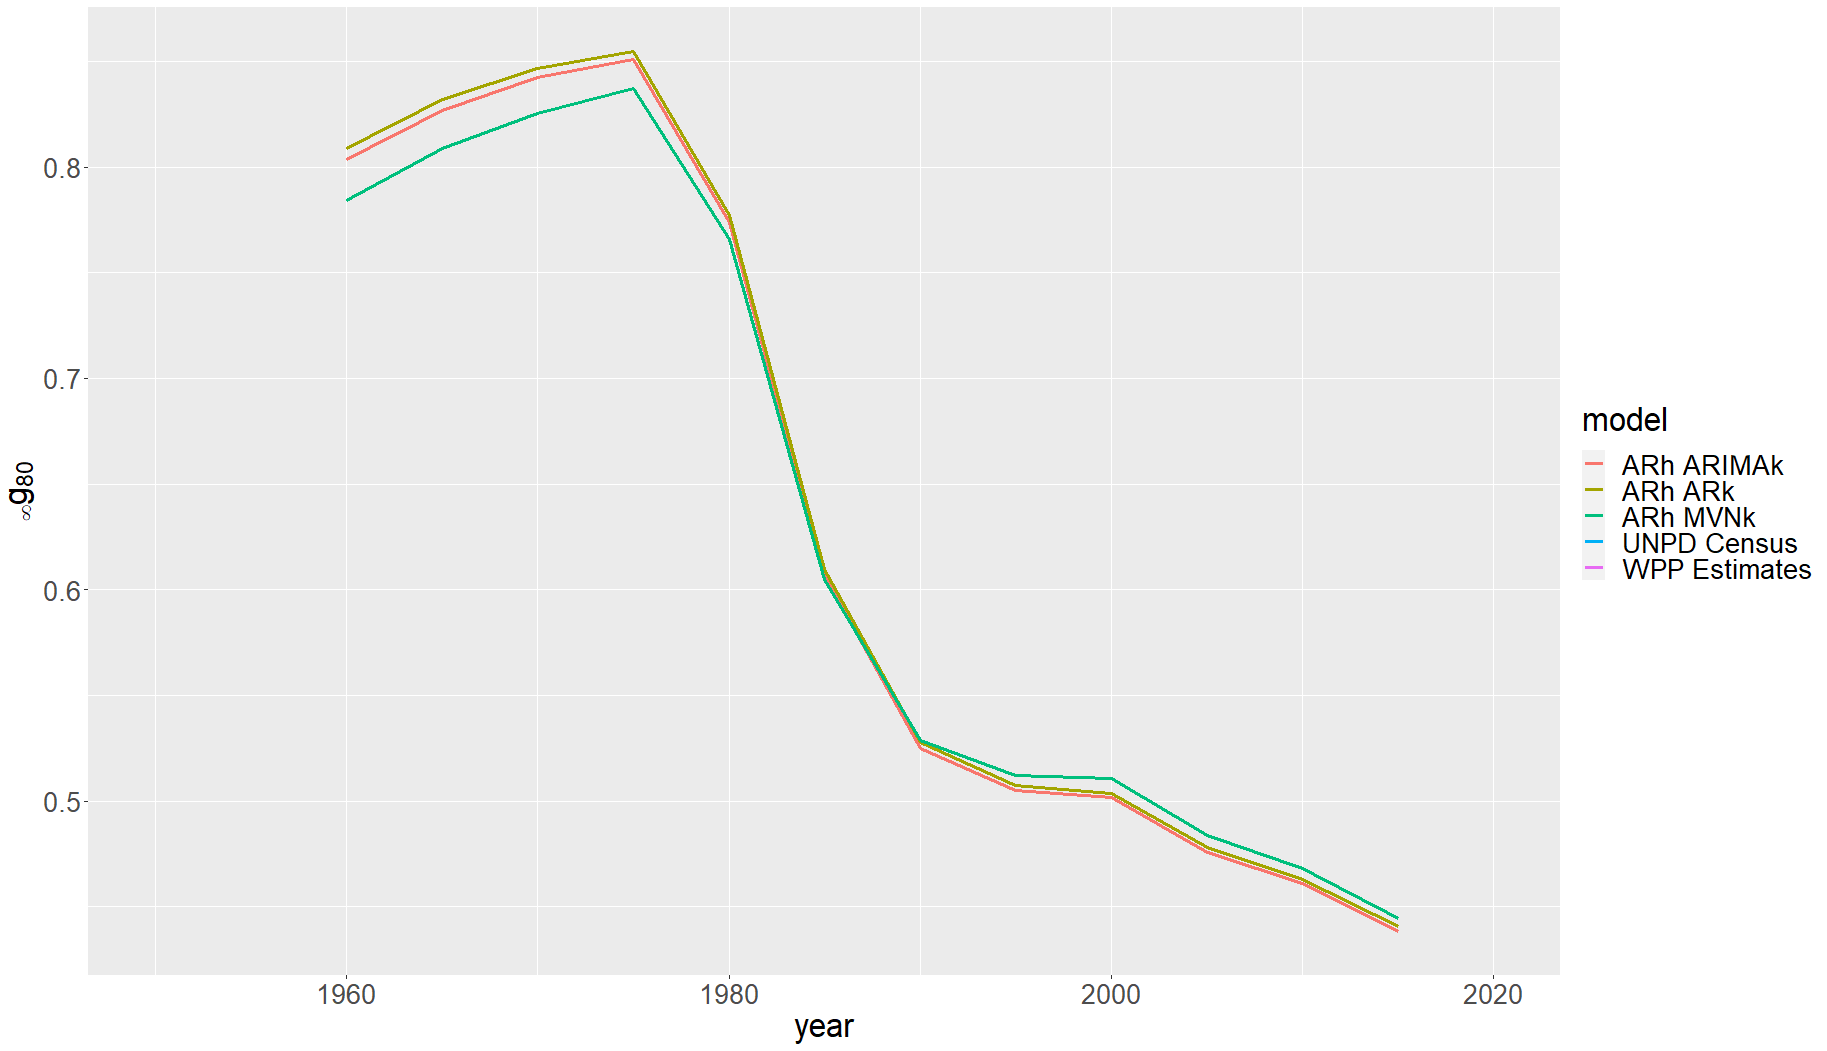 0.8
0.7
0.6
0.5
∞g80
1960 1980 2000 2020
year
model
ARh ARIMAk
ARh ARk
ARh MVNk
UNPD Census
WPP Estimates